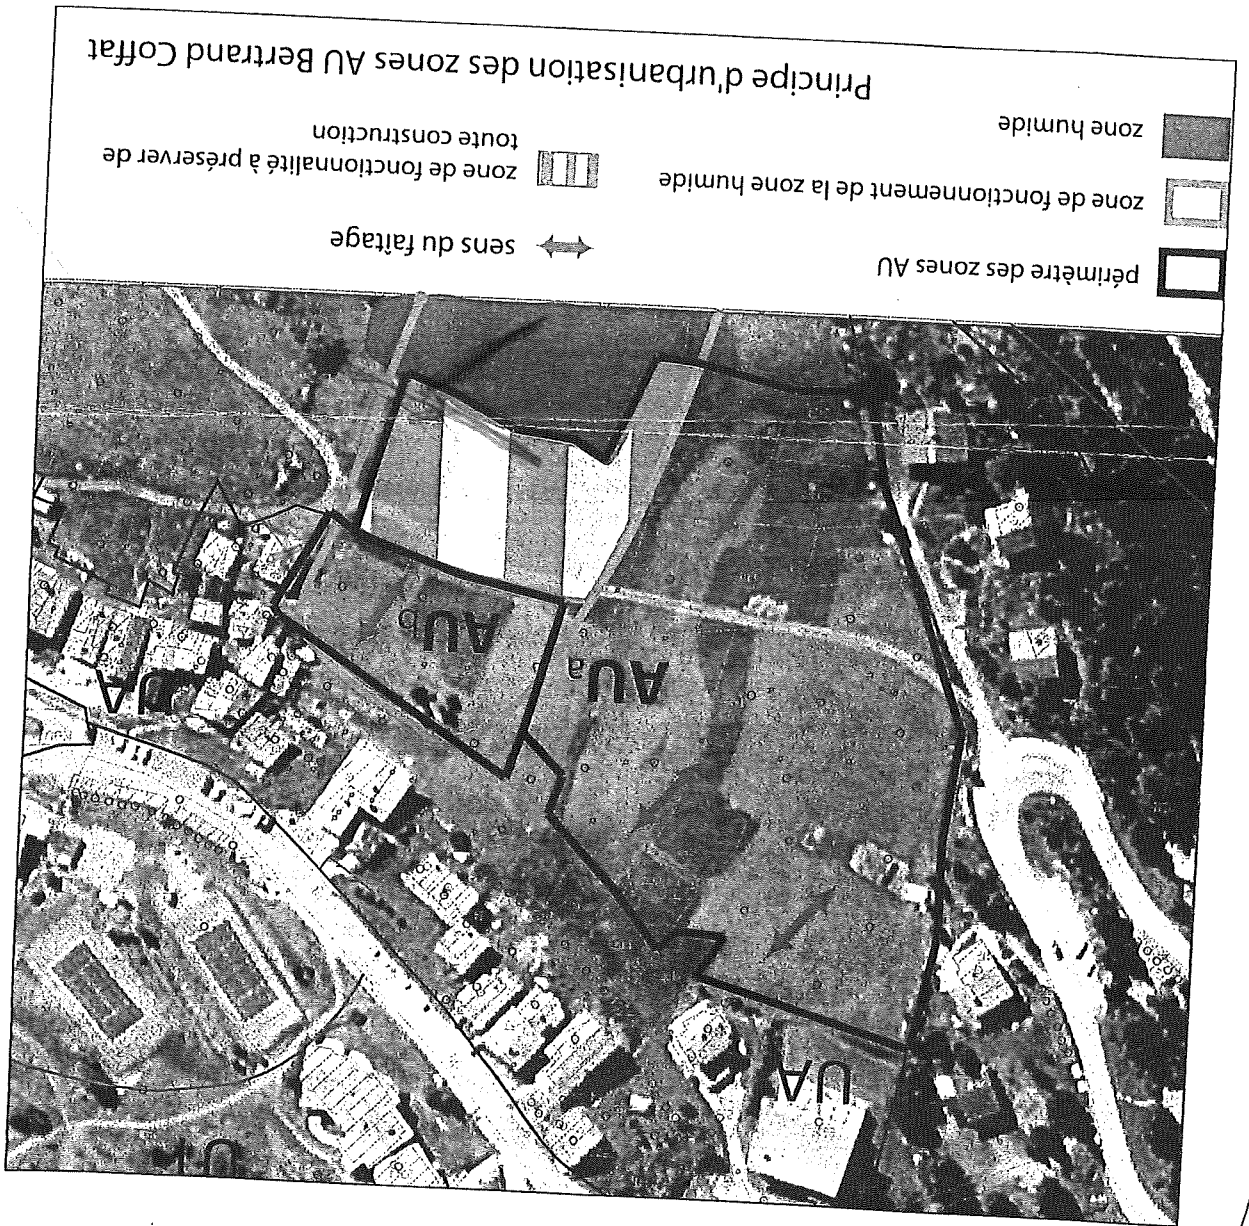 UA
UA
AUa
AUb
périmètre des zones AU
sens du faîtage
zone de fonctionnement de la zone humide
zone de fonctionnalité à préserver de
toute construction
zone humide
Principe d'urbanisation des zones AU Bertrand Coffat